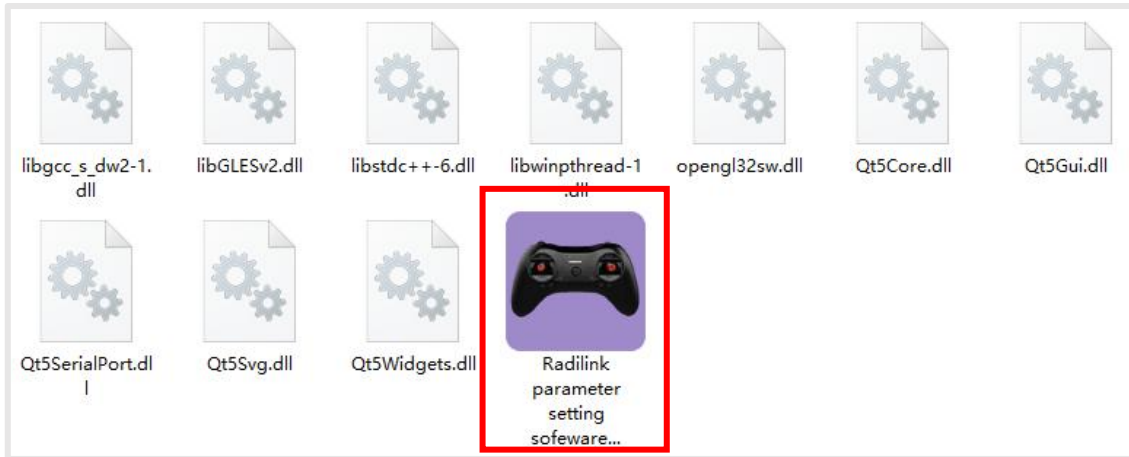 libgcc_s_dw2-1.
dll
libGLESv2.dll
libstdc++-6.dll
libwinpthread-1
.dll
opengl32sw.dll
Qt5Core.dll
Qt5Gui.dll
Qt5SerialPort.dl
l
Qt5Svg.dll
Qt5Widgets.dll
Radilink
parameter
setting
sofeware...